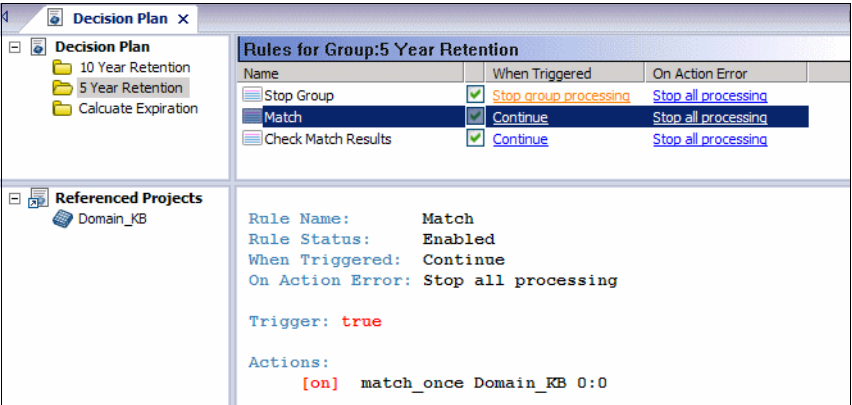 Decision Plan
Decision Plan
10 Year Retention
5 Year Retention
Calcuate Expiration
Rules for Group:5 Year Retention
Name When Triggered On Action Error
Stop Group Stop group processing Stop all processing
Match Continue Stop all processing
Check Match Results Continue Stop all processing
Referenced Projects
Domain_KB
Rule Name: Match
Rule Status: Enabled
When Triggered: Continue
On Action Error: Stop all processing
Trigger: true
Actions:
[on] match_once Domain_KB 0:0